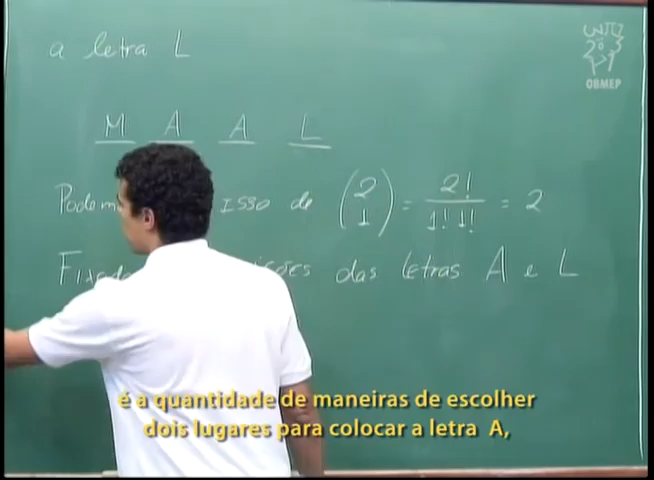 a letra L
OBMEP
M A A L
isso de (2 1) = 2! / 1! 1! = 2
das letras A e L
é a quantidade de maneiras de escolher
dois lugares para colocar a letra A,